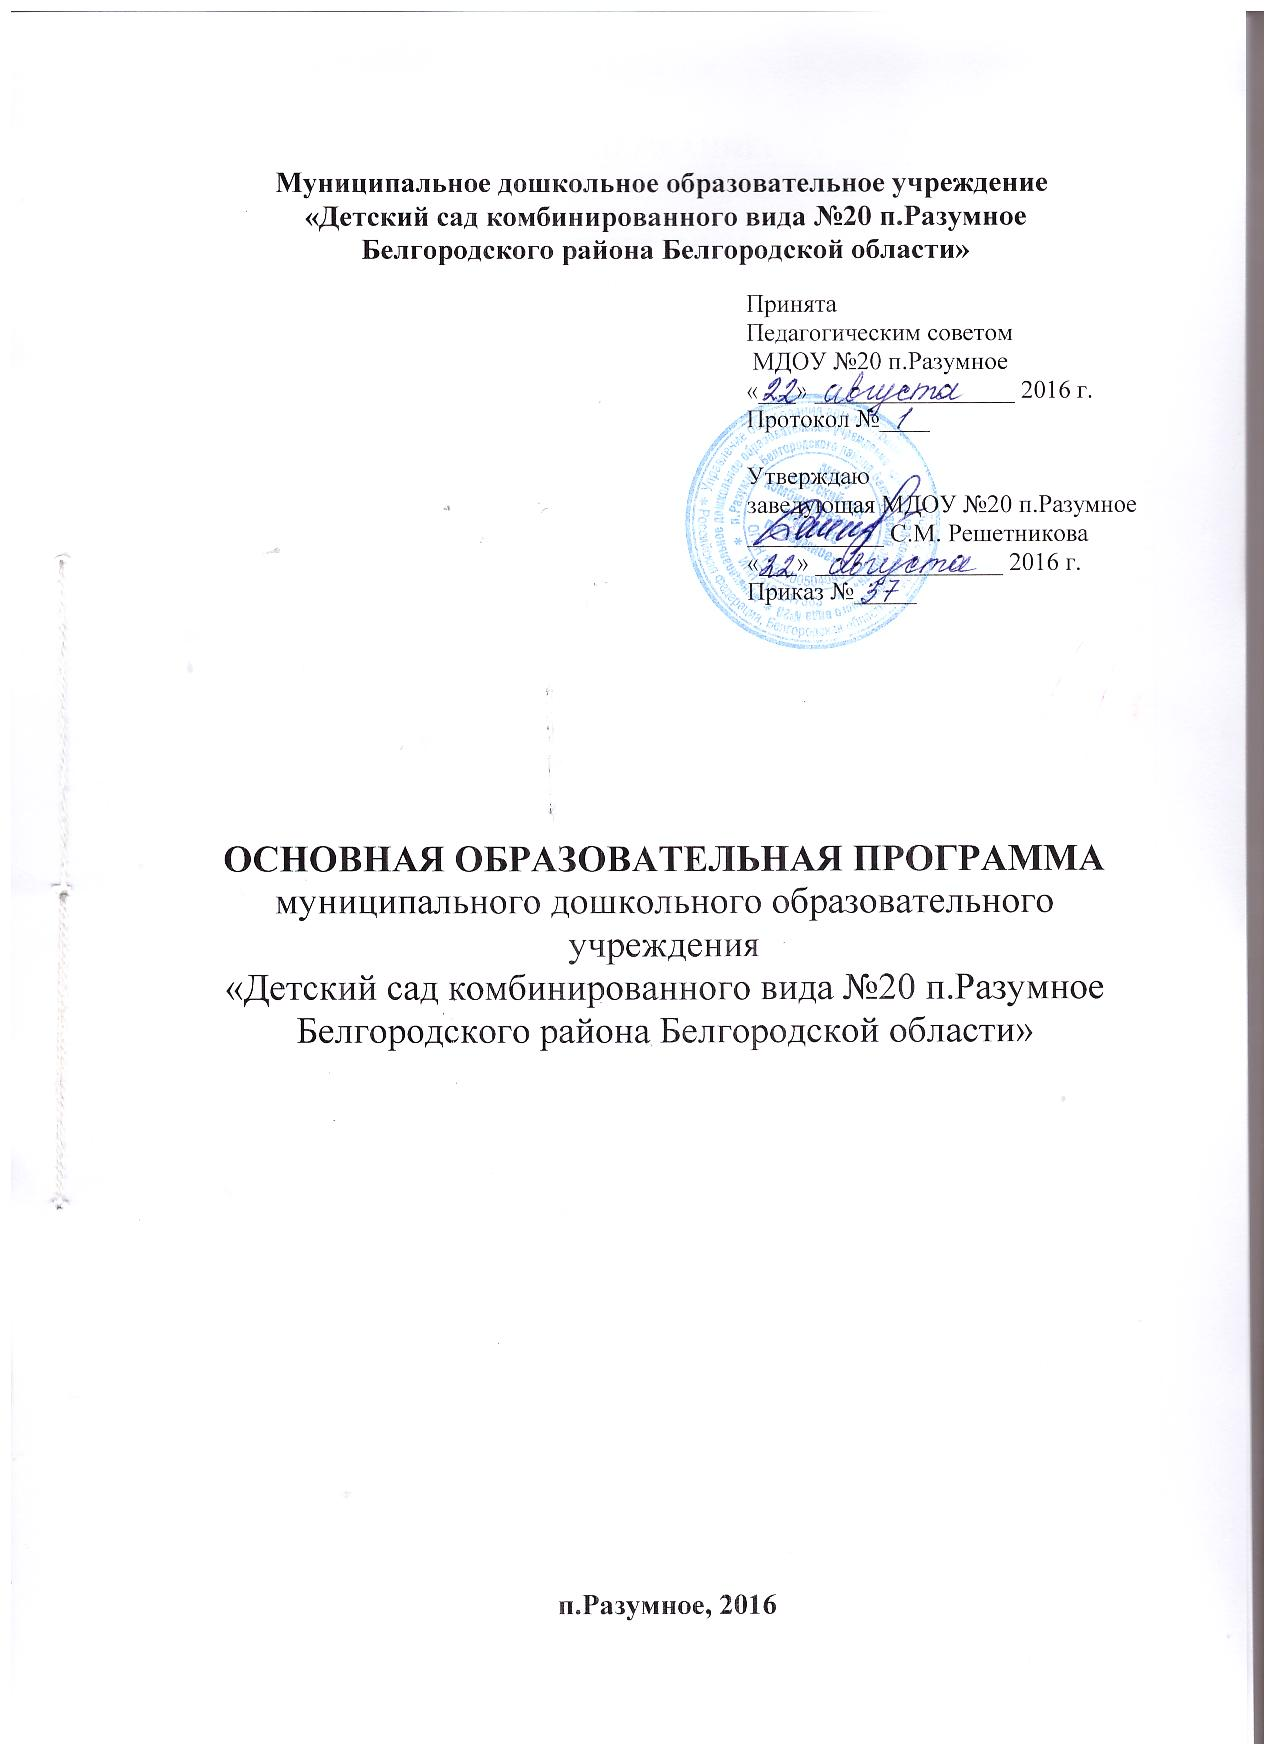 Муниципальное дошкольное образовательное учреждение
«Детский сад комбинированного вида №20 п.Разумное
Белгородского района Белгородской области»
Принята
Педагогическим советом
МДОУ №20 п.Разумное
«22» августа 2016 г.
Протокол № 1
Утверждаю
заведующая МДОУ №20 п.Разумное
С.М. Решетникова
«22» августа 2016 г.
Приказ № 37
ОСНОВНАЯ ОБРАЗОВАТЕЛЬНАЯ ПРОГРАММА
муниципального дошкольного образовательного
учреждения
«Детский сад комбинированного вида №20 п.Разумное
Белгородского района Белгородской области»
п.Разумное, 2016